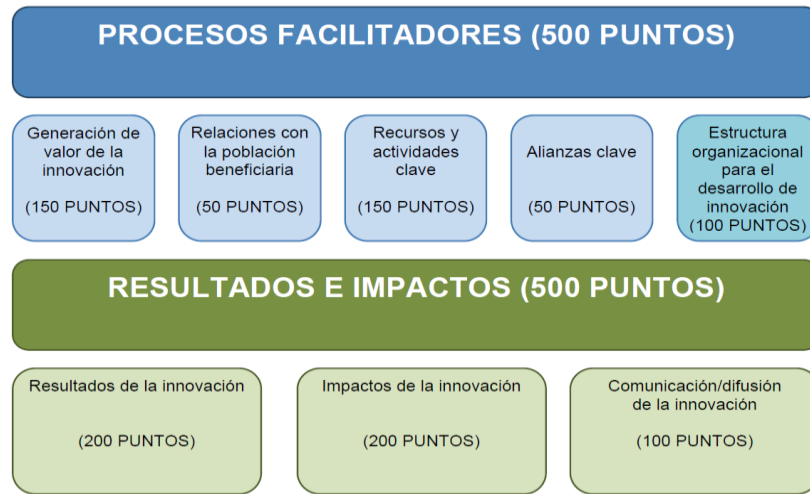 PROCESOS FACILITADORES (500 PUNTOS)
Generación de
valor de la
innovación
(150 PUNTOS)
Relaciones con
la población
beneficiaria
(50 PUNTOS)
Recursos y
actividades
clave
(150 PUNTOS)
Alianzas clave
(50 PUNTOS)
Estructura
organizacional
para el
desarrollo de
innovación
(100 PUNTOS)
RESULTADOS E IMPACTOS (500 PUNTOS)
Resultados de la innovación
(200 PUNTOS)
Impactos de la innovación
(200 PUNTOS)
Comunicación/difusión
de la innovación
(100 PUNTOS)